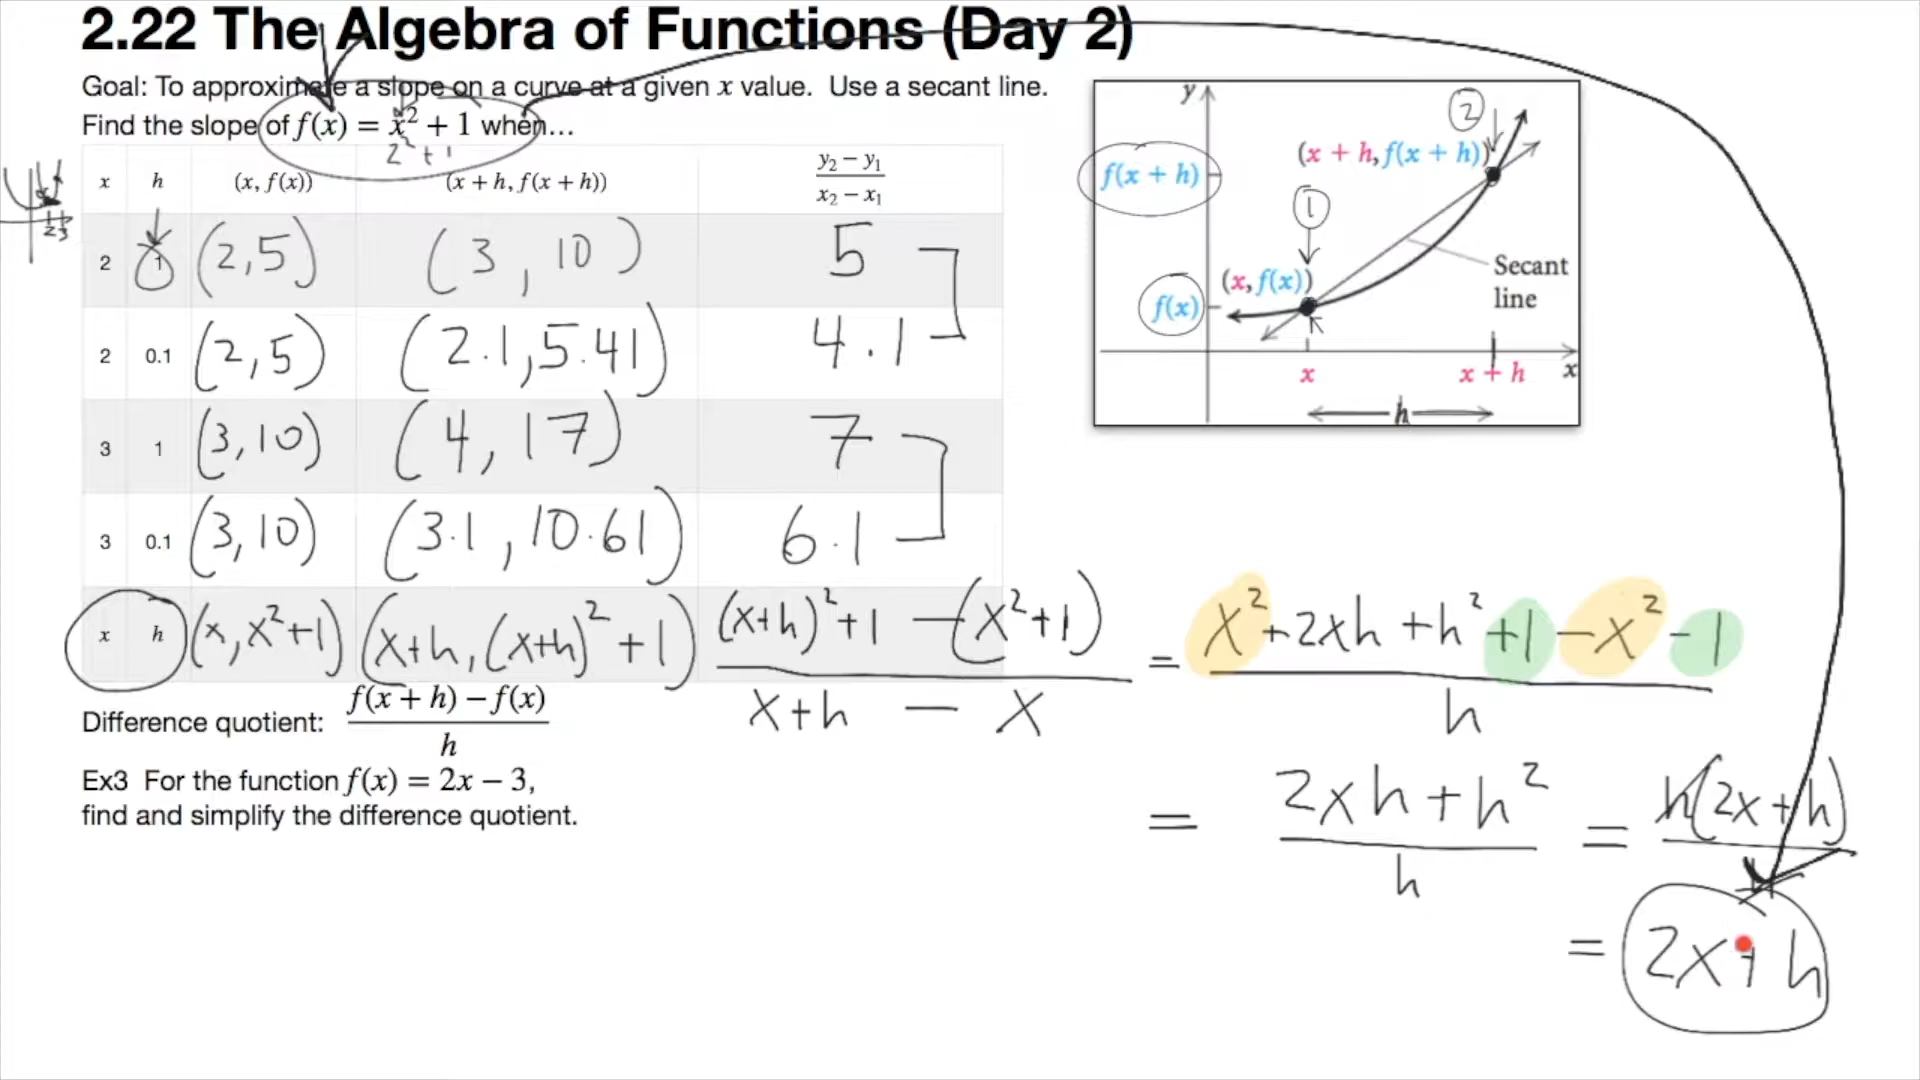 2.22 The Algebra of Functions (Day 2)
Goal: To approximate a slope on a curve at a given x value. Use a secant line.
Find the slope of f(x) = x² + 1 when...
2² + 1
x h (x, f(x)) (x + h, f(x + h)) (y₂ − y₁)/(x₂ − x₁)
2 1 (2,5) (3, 10) 5
2 0.1 (2,5) (2.1, 5.41) 4.1
3 1 (3,10) (4, 17) 7
3 0.1 (3,10) (3.1, 10.61) 6.1
x h (x, x²+1) (x+h, (x+h)²+1) ((x+h)²+1 − (x²+1))/(x+h − x) = (x²+2xh+h²+1−x²−1)/h
= (2xh+h²)/h = h(2x+h)
= 2x+h
Difference quotient: (f(x + h) − f(x))/h
Ex3 For the function f(x) = 2x − 3,
find and simplify the difference quotient.
y
2
(x + h, f(x + h))
f(x + h)
1
(x, f(x))
f(x)
Secant
line
x x + h x
h